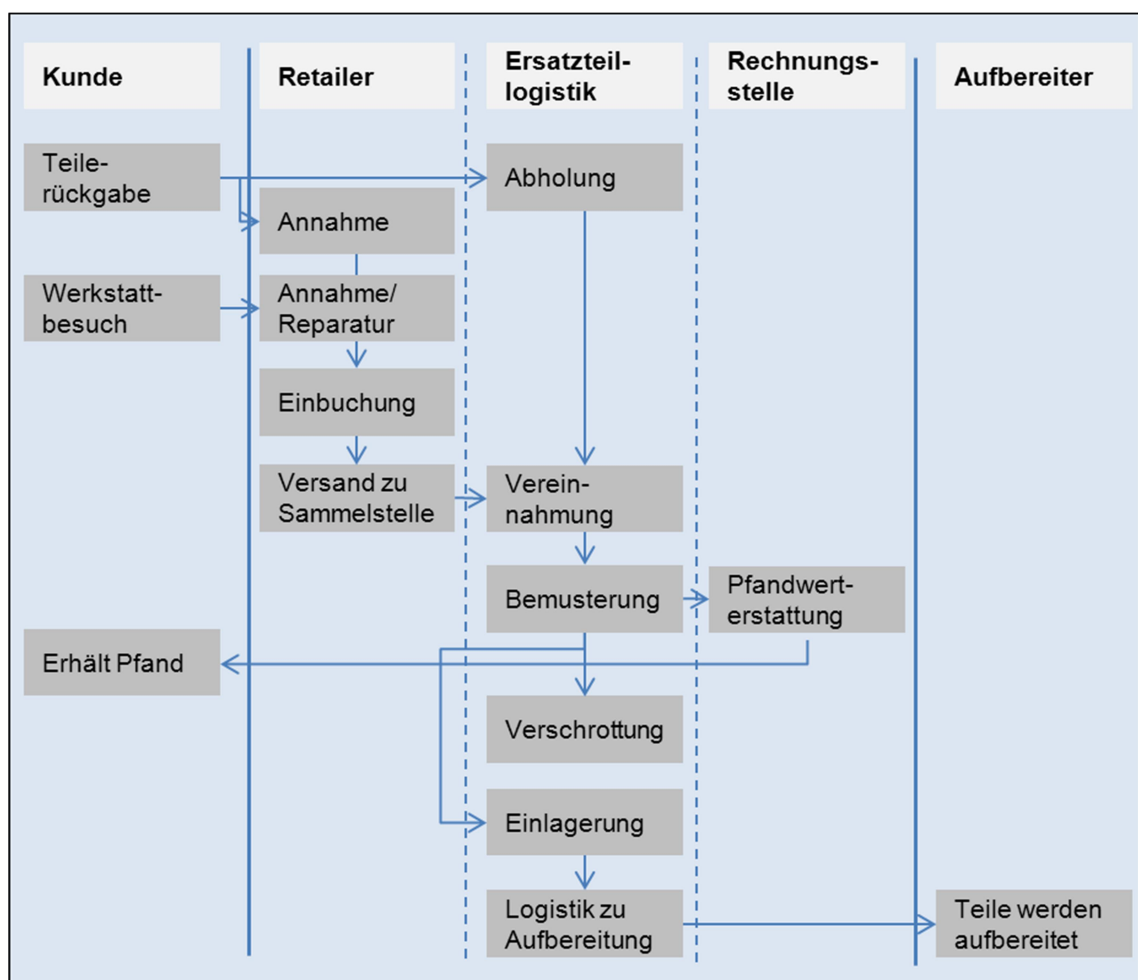 Kunde
Retailer
Ersatzteil-
logistik
Rechnungs-
stelle
Aufbereiter
Teile-
rückgabe
Abholung
Annahme
Werkstatt-
besuch
Annahme/
Reparatur
Einbuchung
Versand zu
Sammelstelle
Verein-
nahmung
Bemusterung
Pfandwert-
erstattung
Erhält Pfand
Verschrottung
Einlagerung
Logistik zu
Aufbereitung
Teile werden
aufbereitet